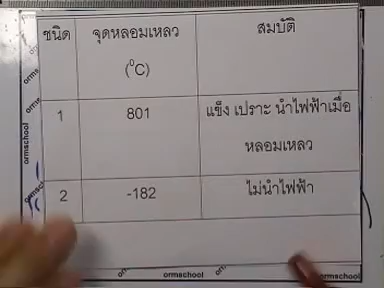 ชนิด จุดหลอมเหลว สมบัติ
(⁰C)
1 801 แข็ง เปราะ นำไฟฟ้าเมื่อ
หลอมเหลว
2 -182 ไม่นำไฟฟ้า
ormschool
ormschool
ormschool